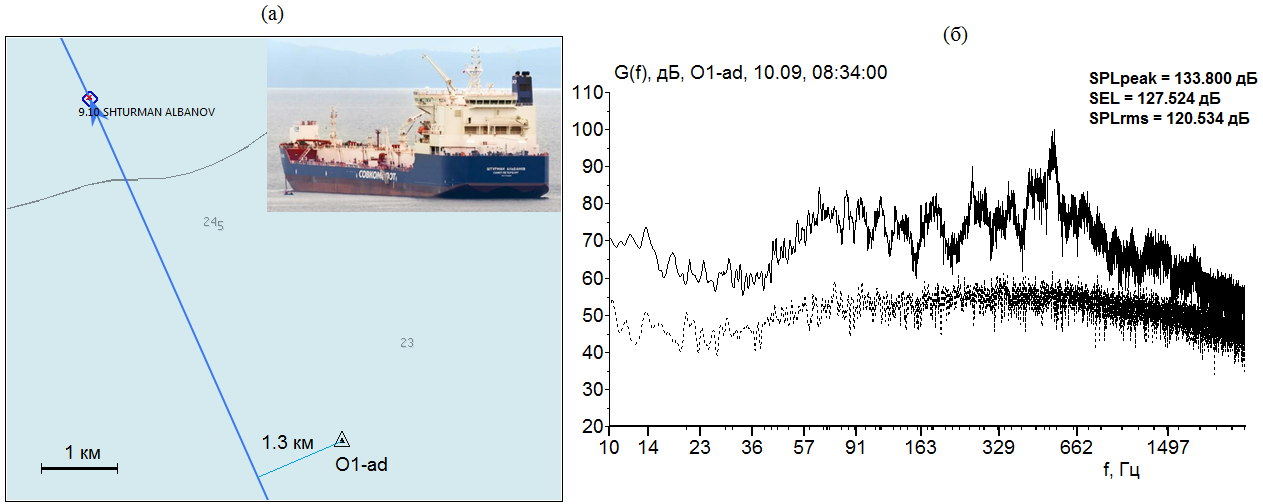 (а)
9.10 SHTURMAN ALBANOV
ШТУРМАН АЛБАНОВ
24₅
23
1.3 км
O1-ad
1 км
(б)
G(f), дБ, O1-ad, 10.09, 08:34:00
SPLpeak = 133.800 дБ
SEL = 127.524 дБ
SPLrms = 120.534 дБ
110
100
90
80
70
60
50
40
30
20
10 14 23 36 57 91 163 329 662 1497
f, Гц